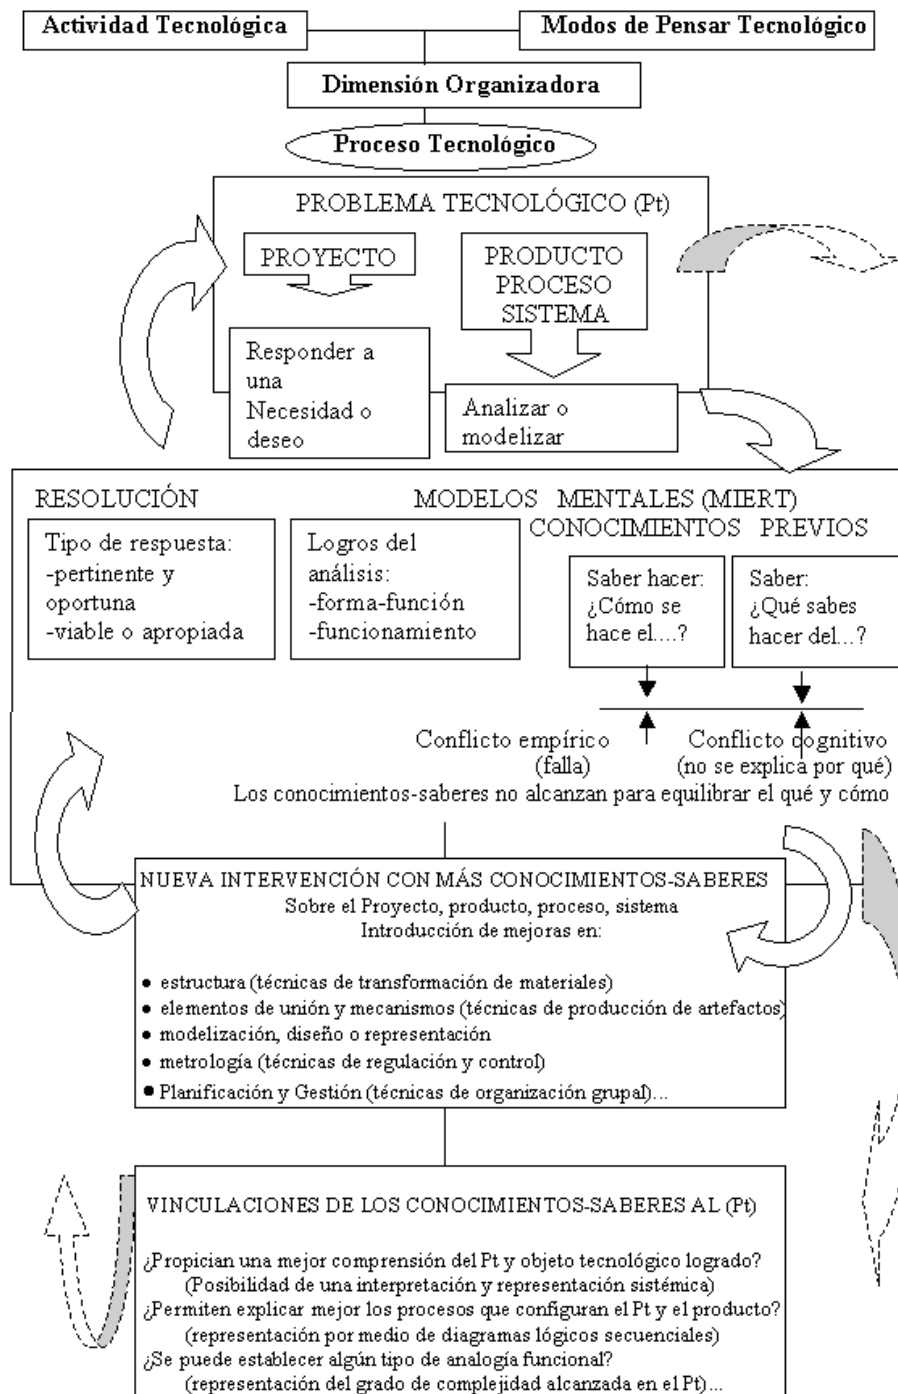 Actividad Tecnológica
Modos de Pensar Tecnológico
Dimensión Organizadora
Proceso Tecnológico
PROBLEMA TECNOLÓGICO (Pt)
PROYECTO
PRODUCTO
PROCESO
SISTEMA
Responder a
una
Necesidad o
deseo
Analizar o
modelizar
RESOLUCIÓN
MODELOS MENTALES (MIERT)
CONOCIMIENTOS PREVIOS
Tipo de respuesta:
-pertinente y
oportuna
-viable o apropiada
Logros del
análisis:
-forma-función
-funcionamiento
Saber hacer:
¿Cómo se
hace el....?
Saber:
¿Qué sabes
hacer del...?
Conflicto empírico
(falla)
Conflicto cognitivo
(no se explica por qué)
Los conocimientos-saberes no alcanzan para equilibrar el qué y cómo
NUEVA INTERVENCIÓN CON MÁS CONOCIMIENTOS-SABERES
Sobre el Proyecto, producto, proceso, sistema
Introducción de mejoras en:
● estructura (técnicas de transformación de materiales)
● elementos de unión y mecanismos (técnicas de producción de artefactos)
● modelización, diseño o representación
● metrología (técnicas de regulación y control)
● Planificación y Gestión (técnicas de organización grupal)...
VINCULACIONES DE LOS CONOCIMIENTOS-SABERES AL (Pt)
¿Propician una mejor comprensión del Pt y objeto tecnológico logrado?
(Posibilidad de una interpretación y representación sistémica)
¿Permiten explicar mejor los procesos que configuran el Pt y el producto?
(representación por medio de diagramas lógicos secuenciales)
¿Se puede establecer algún tipo de analogía funcional?
(representación del grado de complejidad alcanzada en el Pt)...